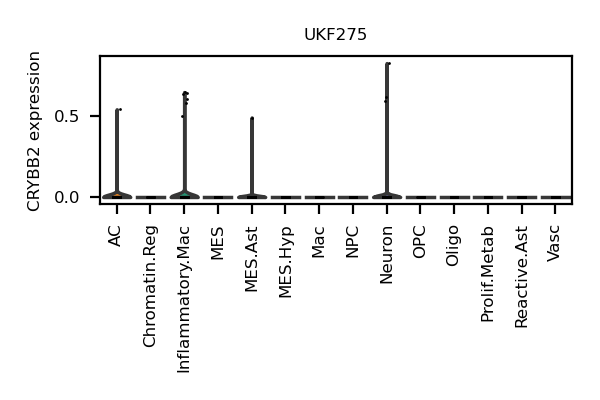 UKF275
CRYBB2 expression
0.5
0.0
AC
Chromatin.Reg
Inflammatory.Mac
MES
MES.Ast
MES.Hyp
Mac
NPC
Neuron
OPC
Oligo
Prolif.Metab
Reactive.Ast
Vasc